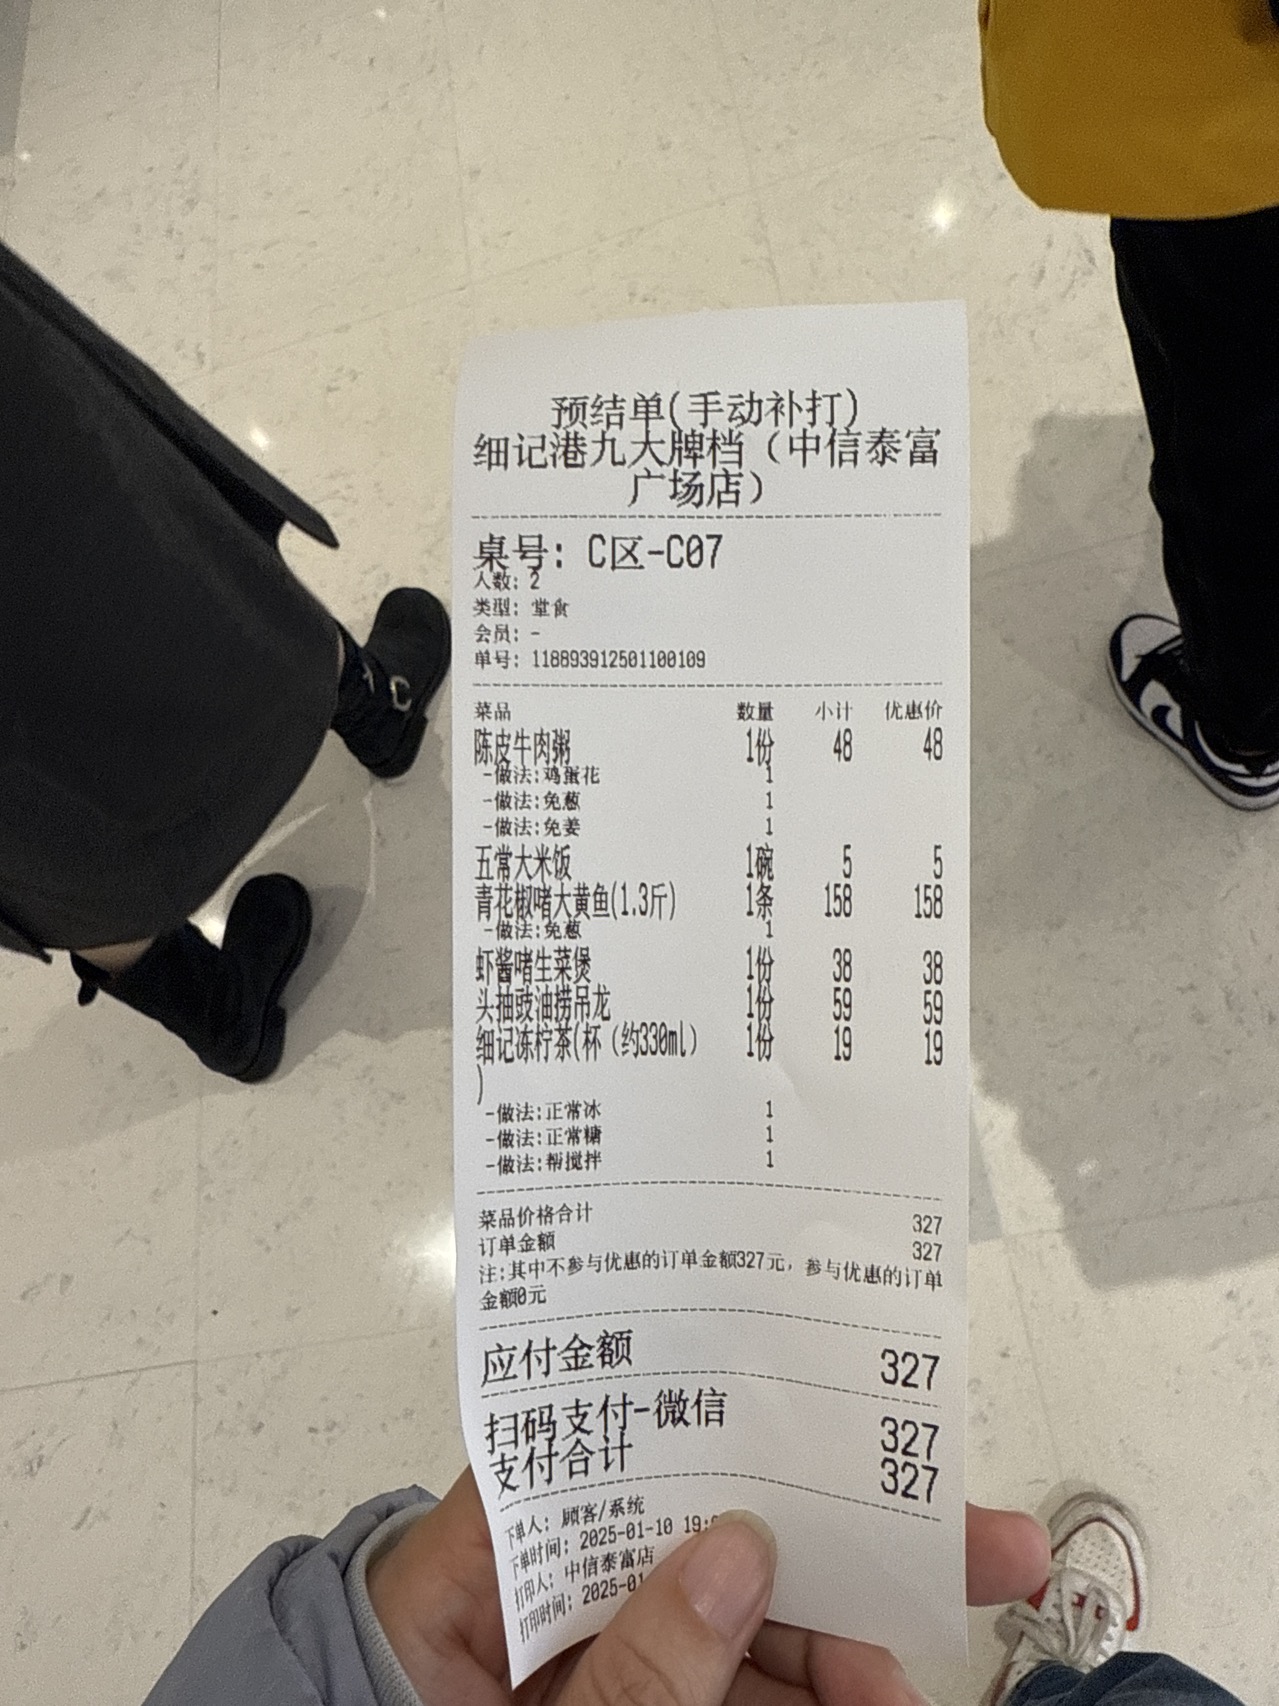 预结单(手动补打)
细记港九大牌档（中信泰富
广场店）
桌号: C区-C07
人数: 2
类型: 堂食
会员: -
单号: 118893912501100109
菜品 数量 小计 优惠价
陈皮牛肉粥 1份 48 48
-做法:鸡蛋花 1
-做法:免葱 1
-做法:免姜 1
五常大米饭 1碗 5 5
青花椒啫大黄鱼(1.3斤) 1条 158 158
-做法:免葱 1
虾酱啫生菜煲 1份 38 38
头抽豉油捞吊龙 1份 59 59
细记冻柠茶(杯（约330ml） 1份 19 19
)
-做法:正常冰 1
-做法:正常糖 1
-做法:帮搅拌 1
菜品价格合计 327
订单金额 327
注:其中不参与优惠的订单金额327元，参与优惠的订单
金额0元
应付金额 327
扫码支付-微信 327
支付合计 327
下单人: 顾客/系统
下单时间: 2025-01-10 19:
打印人: 中信泰富店
打印时间: 2025-01